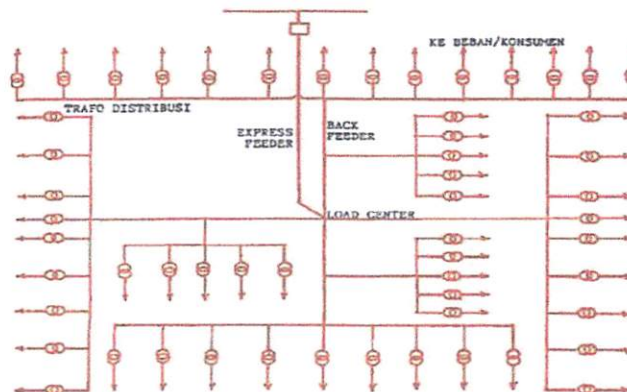 KE BEBAN/KONSUMEN
TRAFO DISTRIBUSI
EXPRESS
FEEDER
BACK
FEEDER
LOAD CENTER